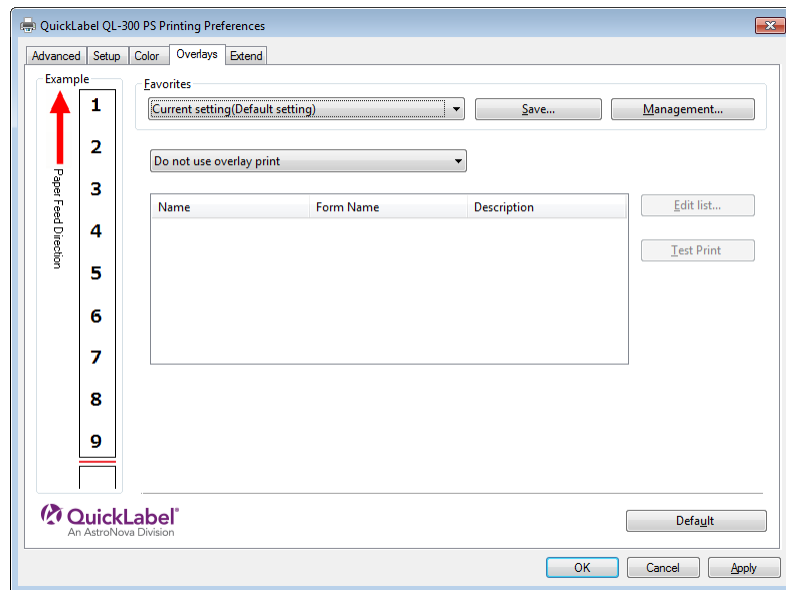 QuickLabel QL-300 PS Printing Preferences
Advanced Setup Color Overlays Extend
Example
Paper Feed Direction
1
2
3
4
5
6
7
8
9
Favorites
Current setting(Default setting) Save... Management...
Do not use overlay print
Name Form Name Description
Edit list...
Test Print
QuickLabel®
An AstroNova Division
Default
OK Cancel Apply